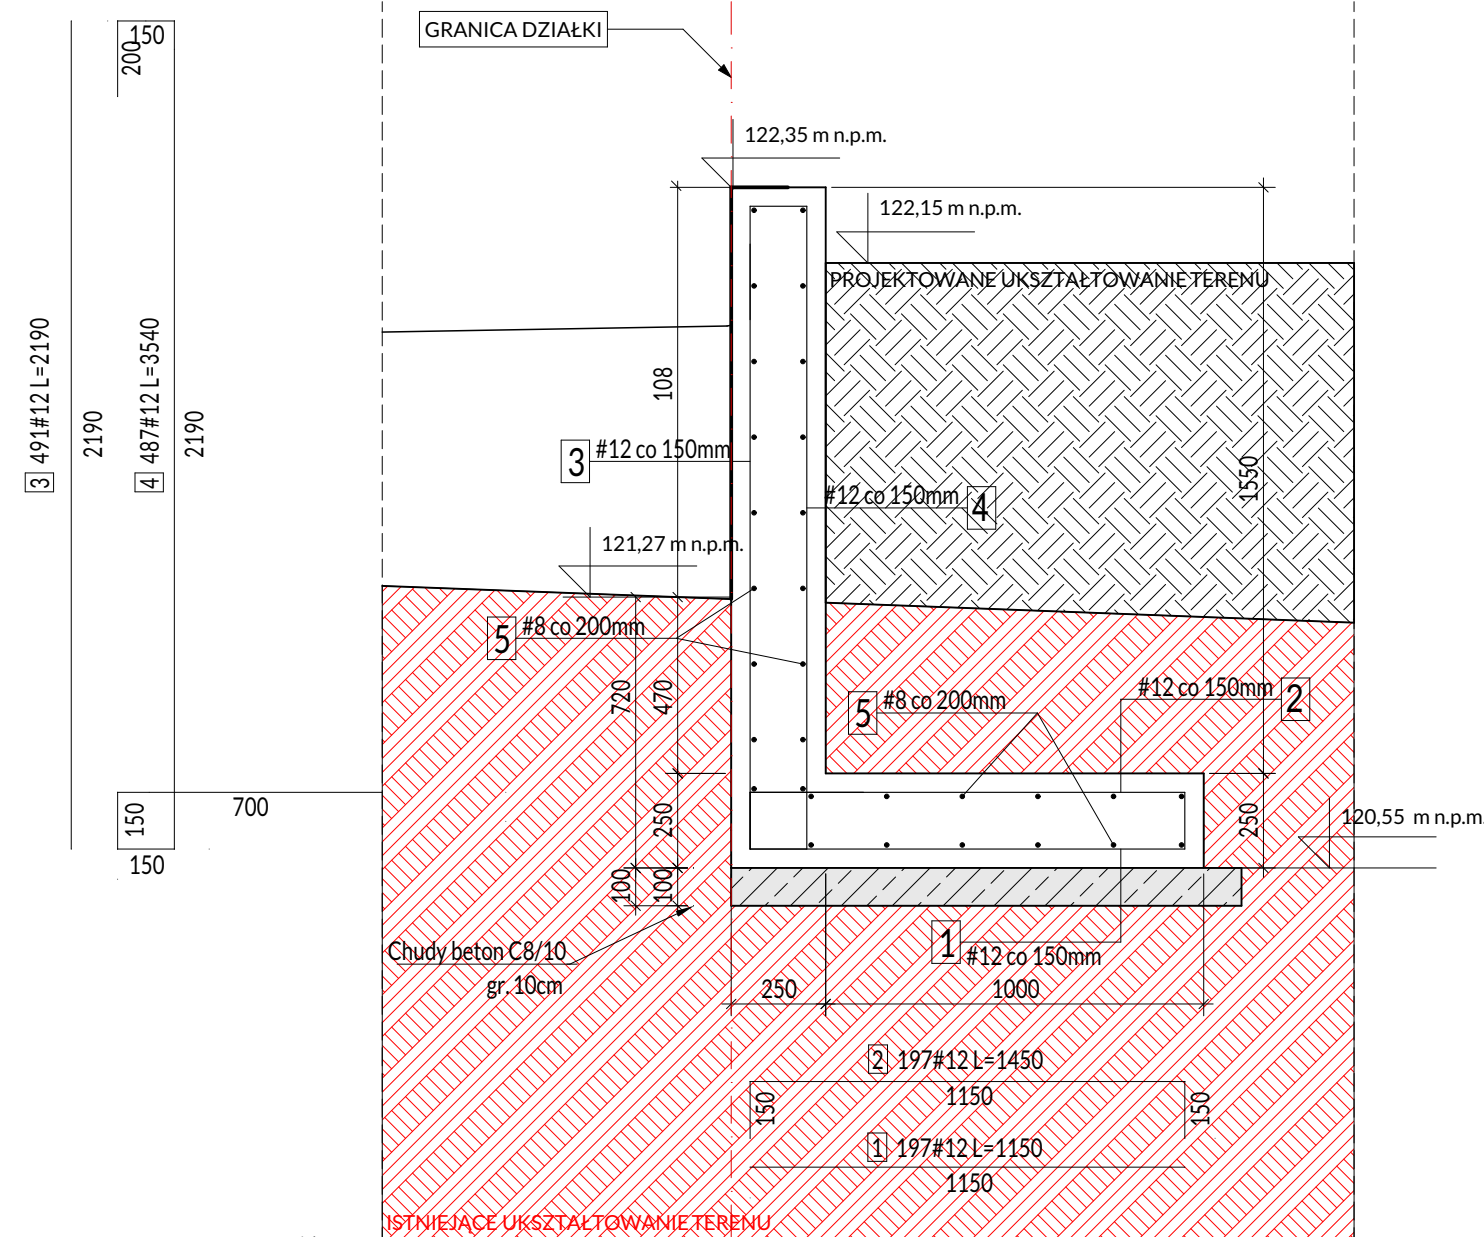 150
200
GRANICA DZIAŁKI
122,35 m n.p.m.
122,15 m n.p.m.
PROJEKTOWANE UKSZTAŁTOWANIE TERENU
3 491#12 L=2190
2190
4 487#12 L=3540
2190
108
3 #12 co 150mm
1550
#12 co 150mm 4
121,27 m n.p.m.
5 #8 co 200mm
720
470
#12 co 150mm 2
5 #8 co 200mm
150
700
250
250
120,55 m n.p.m.
150
100
100
Chudy beton C8/10
gr. 10cm
1
#12 co 150mm
250
1000
2 197#12 L=1450
1150
150
150
1 197#12 L=1150
1150
ISTNIEJĄCE UKSZTAŁTOWANIE TERENU